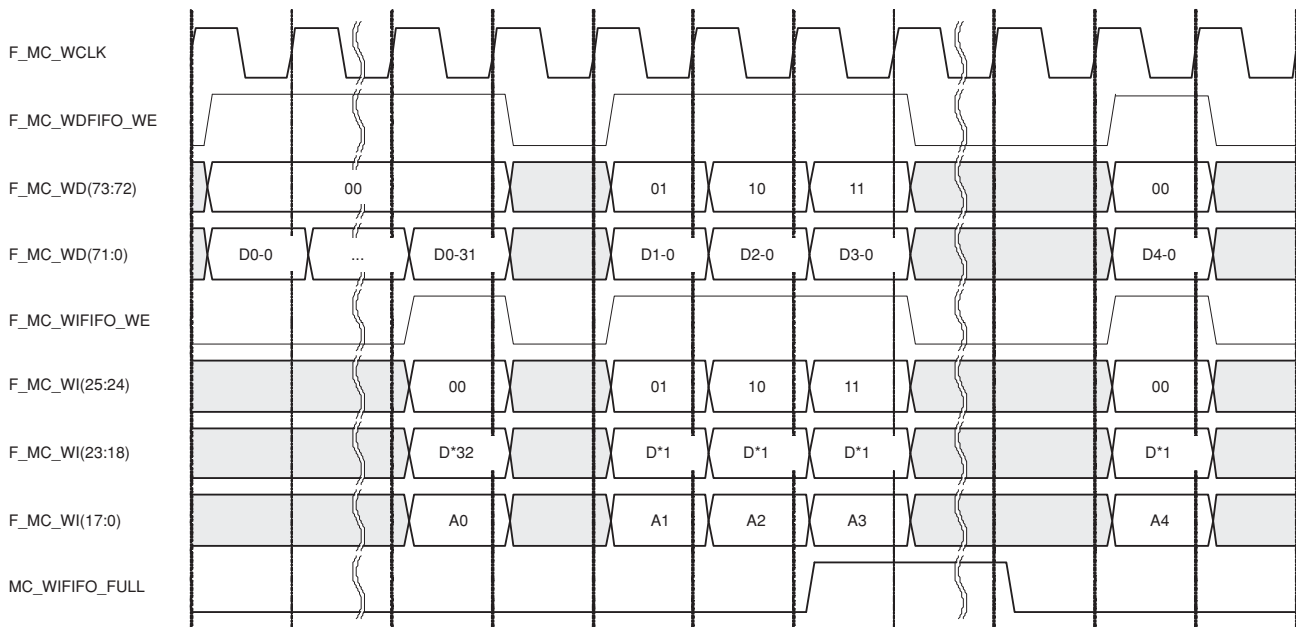 F_MC_WCLK
F_MC_WDFIFO_WE
F_MC_WD(73:72) 00 01 10 11 00
F_MC_WD(71:0) D0-0 ... D0-31 D1-0 D2-0 D3-0 D4-0
F_MC_WIFIFO_WE
F_MC_WI(25:24) 00 01 10 11 00
F_MC_WI(23:18) D*32 D*1 D*1 D*1 D*1
F_MC_WI(17:0) A0 A1 A2 A3 A4
MC_WIFIFO_FULL